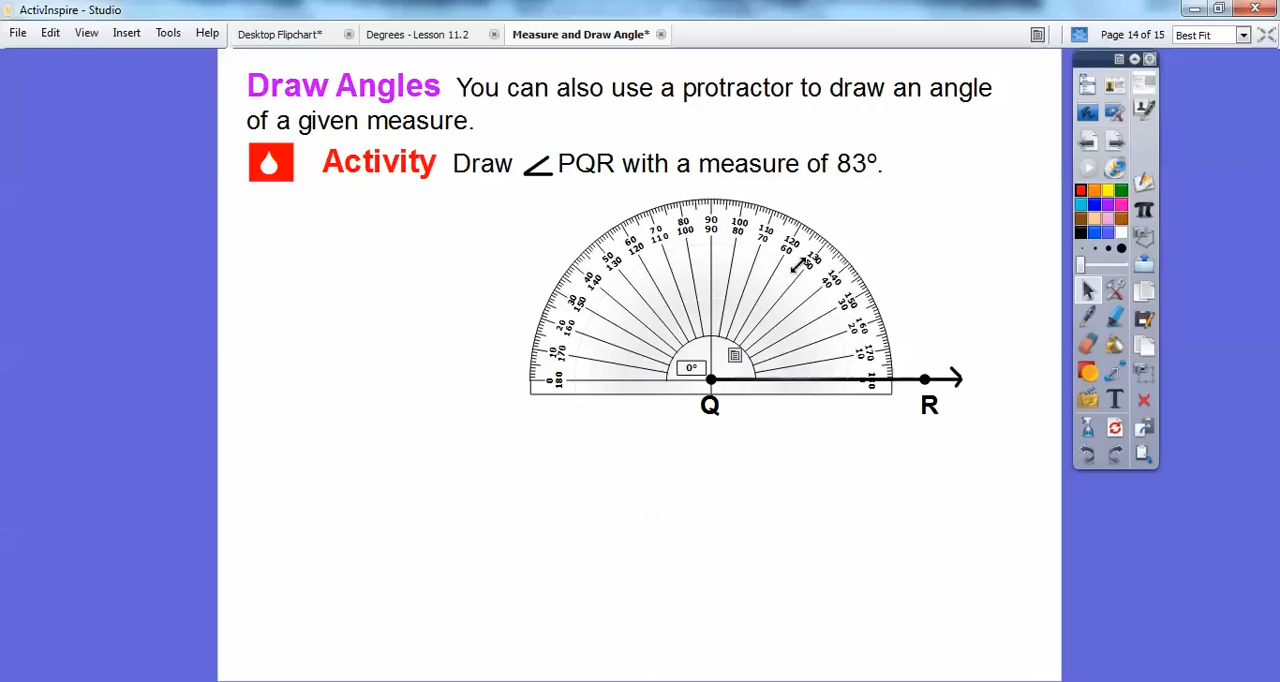 ActivInspire - Studio
File Edit View Insert Tools Help Desktop Flipchart* Degrees - Lesson 11.2 Measure and Draw Angle* Page 14 of 15 Best Fit
Draw Angles You can also use a protractor to draw an angle
of a given measure.
Activity Draw ∠ PQR with a measure of 83º.
0 10 20 30 40 50 60 70 80 90 100 110 120 130 140 150 160 170 180
180 170 160 150 140 130 120 110 100 90 80 70 60 50 40 30 20 10 0
0°
Q R